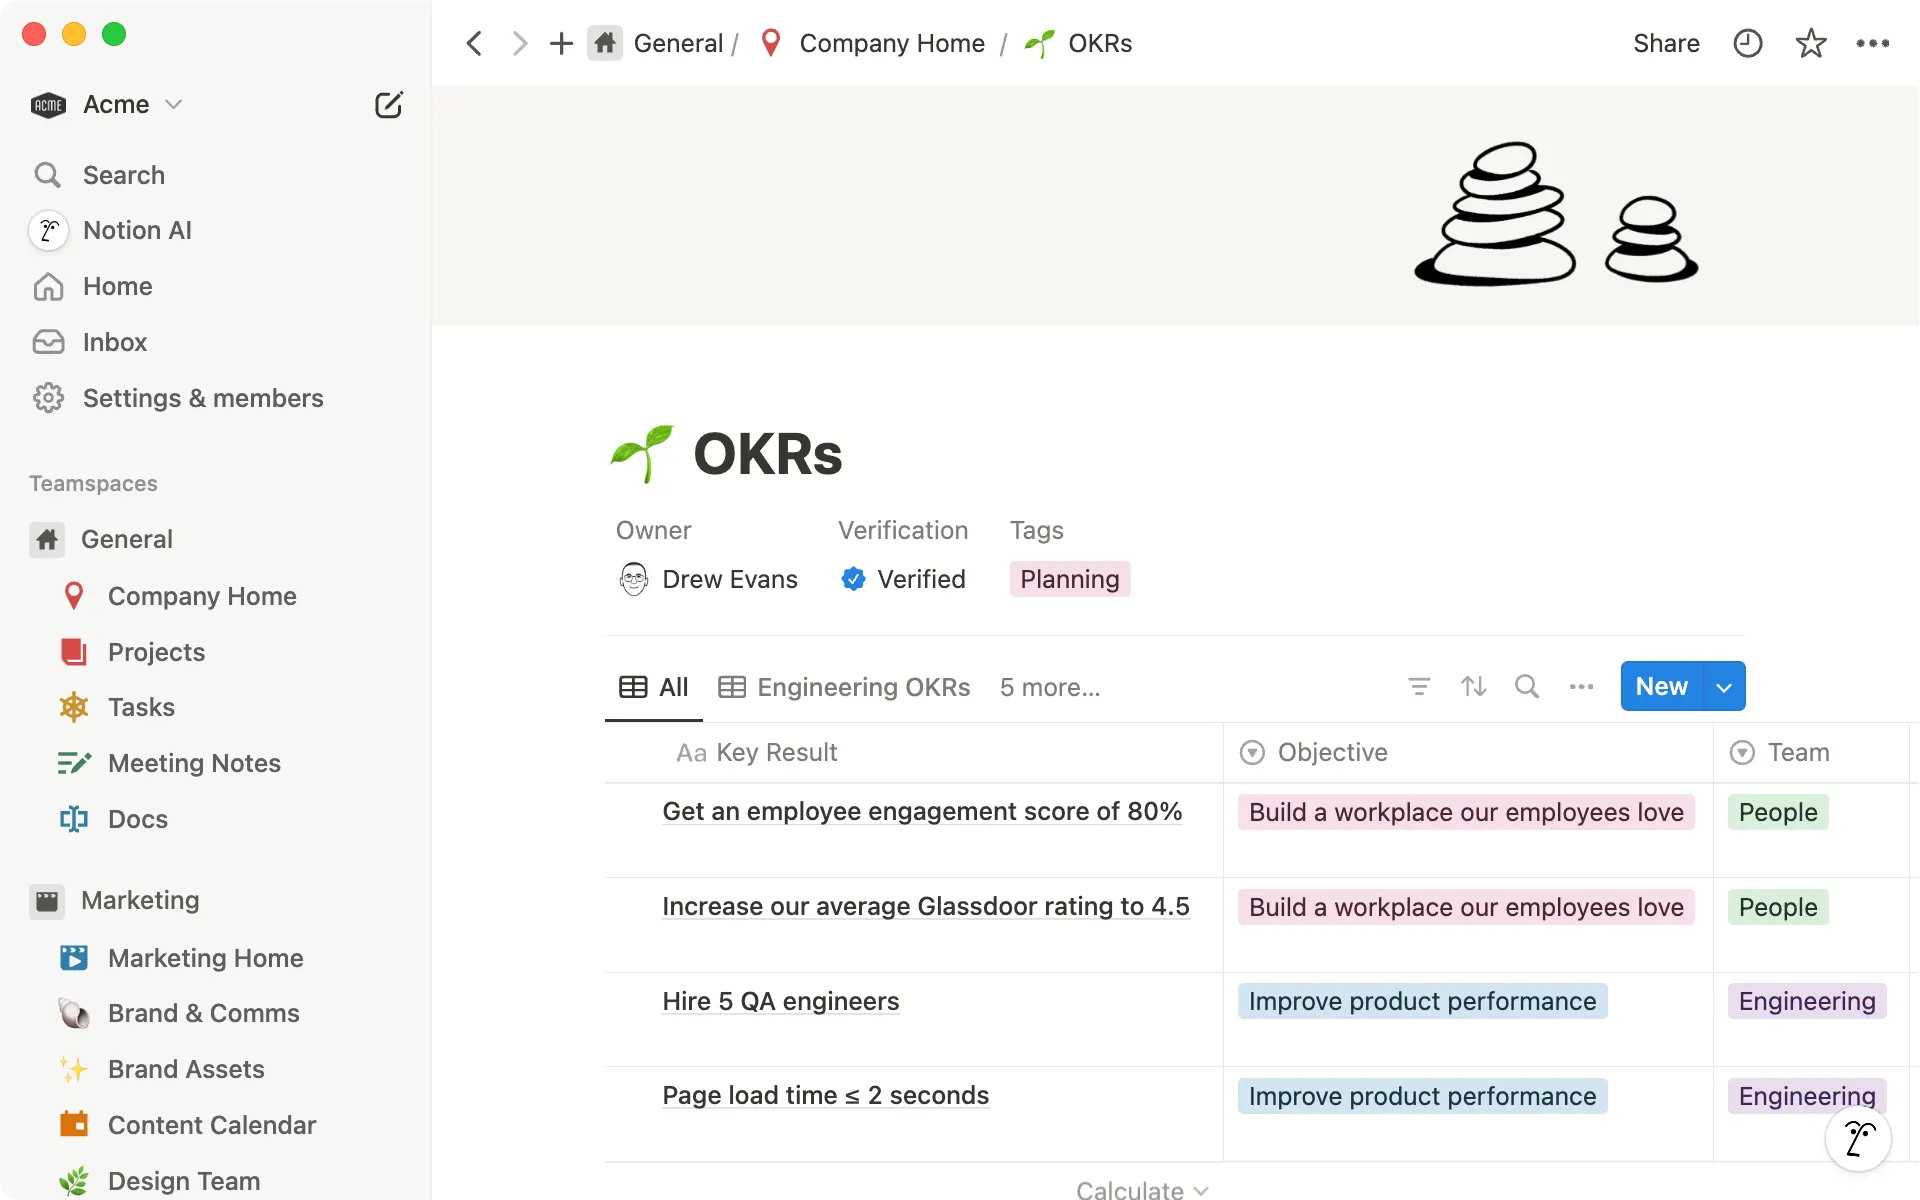 General / Company Home / OKRs
Share
ACME Acme
Search
Notion AI
Home
Inbox
Settings & members
Teamspaces
General
Company Home
Projects
Tasks
Meeting Notes
Docs
Marketing
Marketing Home
Brand & Comms
Brand Assets
Content Calendar
Design Team
OKRs
Owner Verification Tags
Drew Evans Verified Planning
All Engineering OKRs 5 more... New
Aa Key Result Objective Team
Get an employee engagement score of 80% Build a workplace our employees love People
Increase our average Glassdoor rating to 4.5 Build a workplace our employees love People
Hire 5 QA engineers Improve product performance Engineering
Page load time ≤ 2 seconds Improve product performance Engineering
Calculate